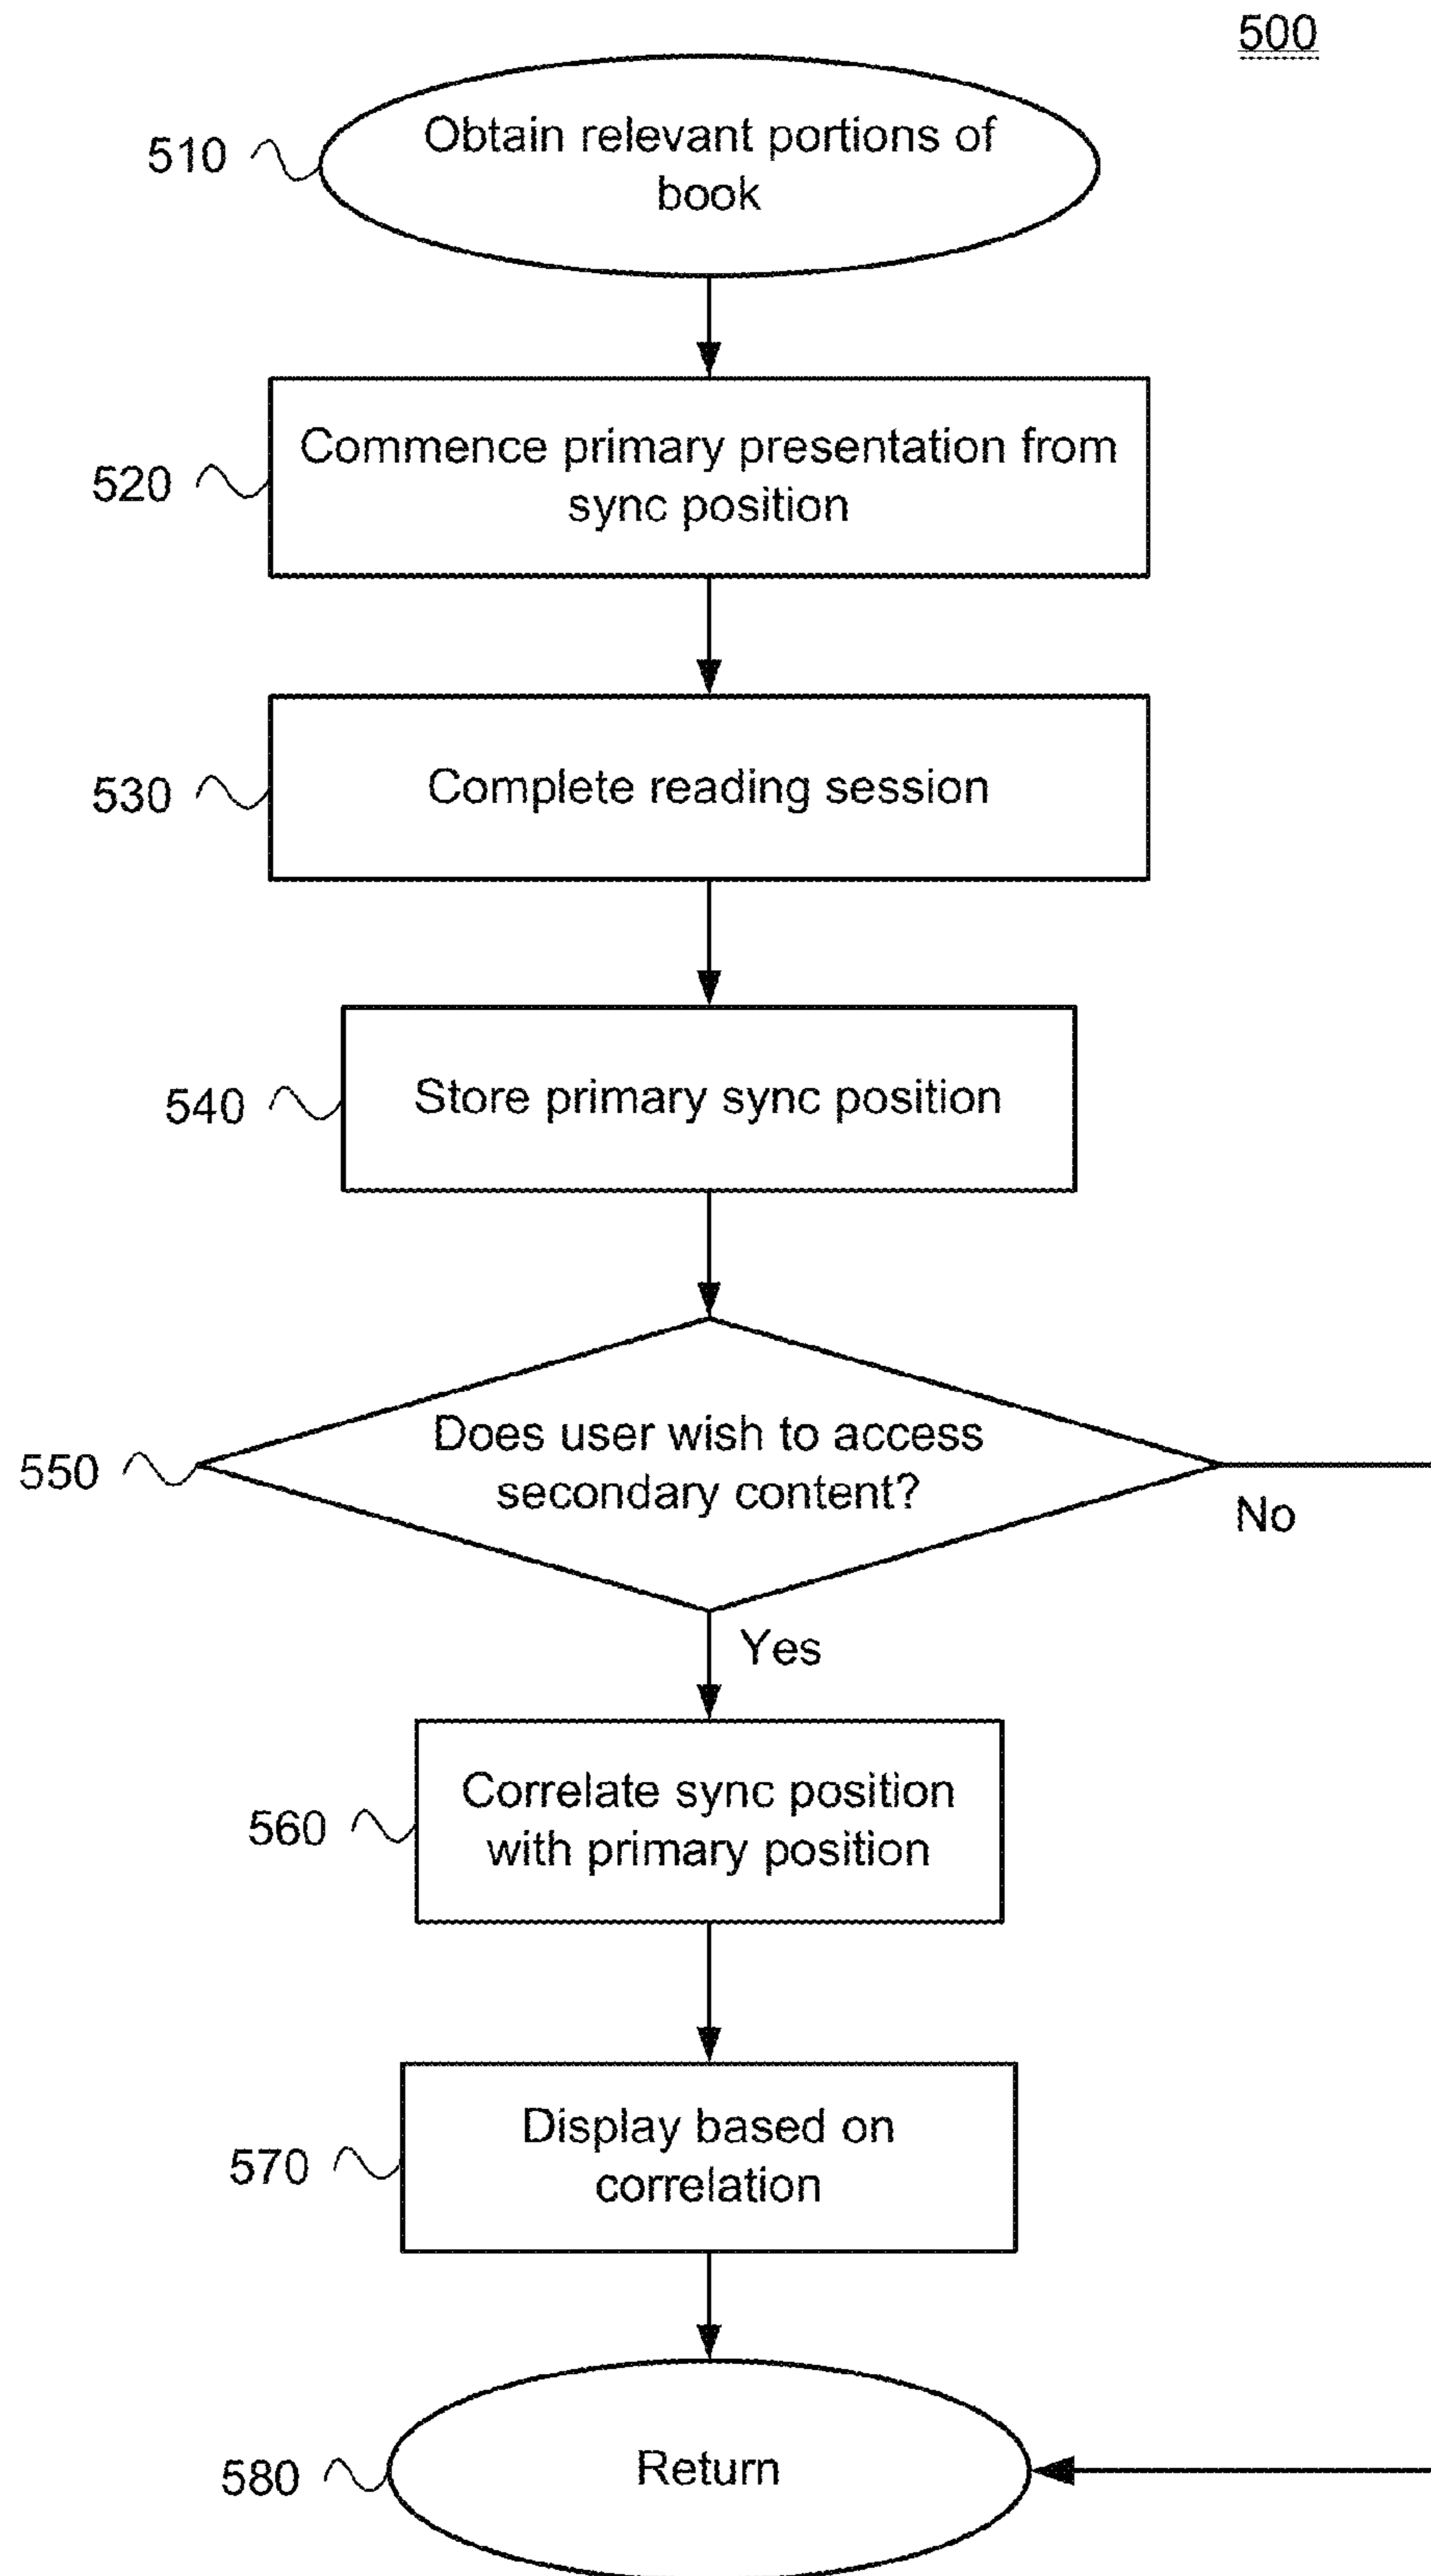 500
510
Obtain relevant portions of
book
520
Commence primary presentation from
sync position
530
Complete reading session
540
Store primary sync position
550
Does user wish to access
secondary content?
No
Yes
560
Correlate sync position
with primary position
570
Display based on
correlation
580
Return